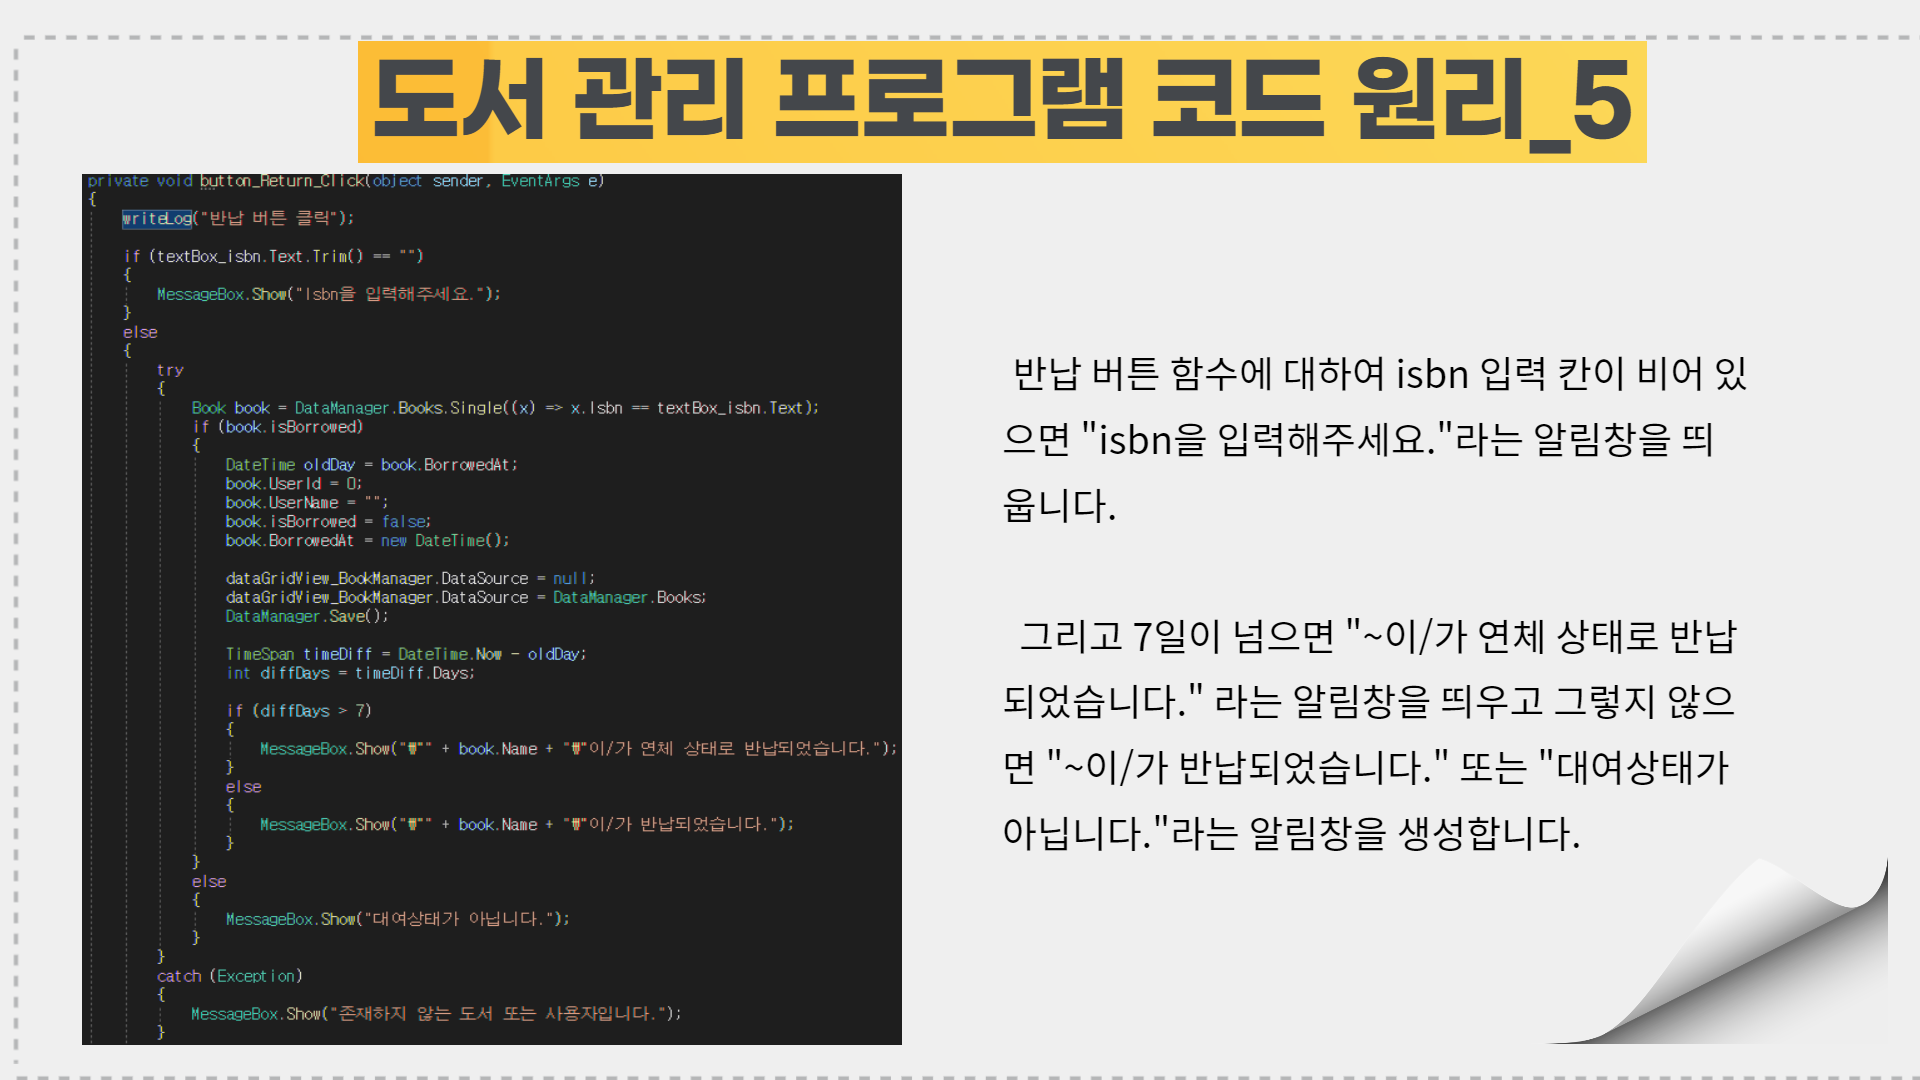 도서 관리 프로그램 코드 원리_5
private void button_Return_Click(object sender, EventArgs e)
{
writeLog("반납 버튼 클릭");
if (textBox_isbn.Text.Trim() == "")
{
MessageBox.Show("Isbn을 입력해주세요.");
}
else
{
try
{
Book book = DataManager.Books.Single((x) => x.Isbn == textBox_isbn.Text);
if (book.isBorrowed)
{
DateTime oldDay = book.BorrowedAt;
book.UserId = 0;
book.UserName = "";
book.isBorrowed = false;
book.BorrowedAt = new DateTime();
dataGridView_BookManager.DataSource = null;
dataGridView_BookManager.DataSource = DataManager.Books;
DataManager.Save();
TimeSpan timeDiff = DateTime.Now - oldDay;
int diffDays = timeDiff.Days;
if (diffDays > 7)
{
MessageBox.Show("₩"" + book.Name + "₩"이/가 연체 상태로 반납되었습니다.");
}
else
{
MessageBox.Show("₩"" + book.Name + "₩"이/가 반납되었습니다.");
}
}
else
{
MessageBox.Show("대여상태가 아닙니다.");
}
}
catch (Exception)
{
MessageBox.Show("존재하지 않는 도서 또는 사용자입니다.");
}
반납 버튼 함수에 대하여 isbn 입력 칸이 비어 있
으면 "isbn을 입력해주세요."라는 알림창을 띄
웁니다.
그리고 7일이 넘으면 "~이/가 연체 상태로 반납
되었습니다." 라는 알림창을 띄우고 그렇지 않으
면 "~이/가 반납되었습니다." 또는 "대여상태가
아닙니다."라는 알림창을 생성합니다.